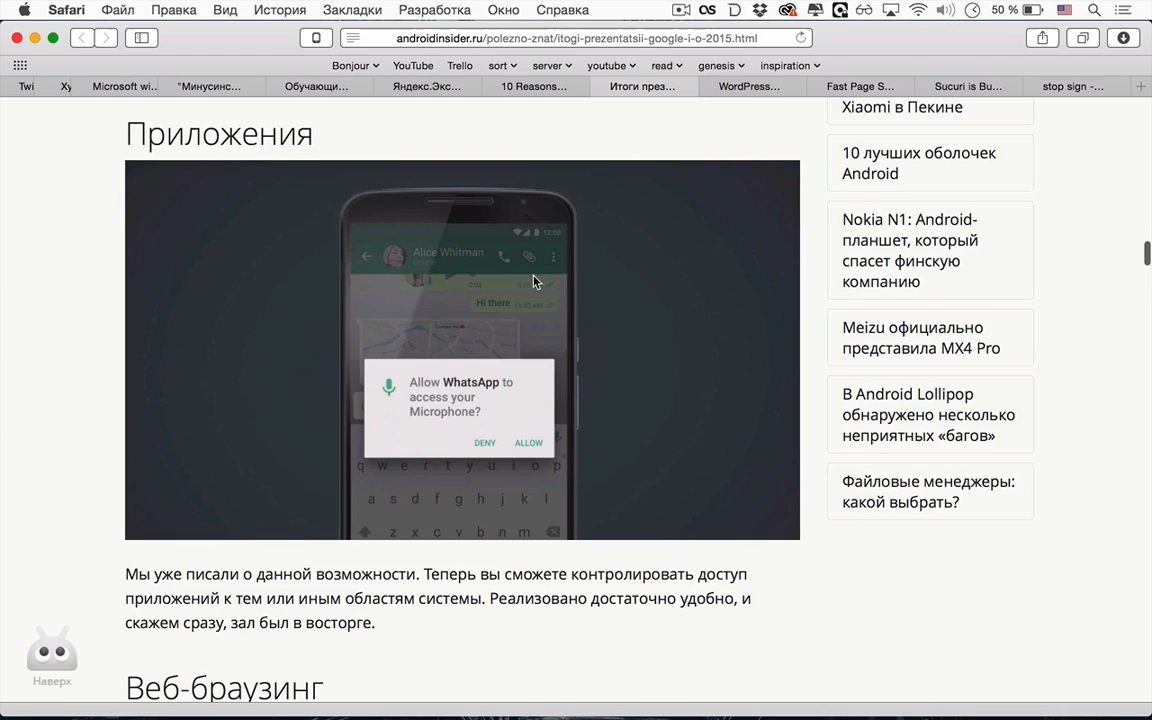 Safari Файл Правка Вид История Закладки Разработка Окно Справка 50 %
androidinsider.ru/polezno-znat/itogi-prezentatsii-google-i-o-2015.html
Bonjour YouTube Trello sort server youtube read genesis inspiration
Twi Ху Microsoft wi... "Минусинс... Обучающи... Яндекс.Экс... 10 Reasons... Итоги през... WordPress... Fast Page S... Sucuri is Bu... stop sign -...
Приложения
12:00
Alice Whitman
0:02
Hi there
Allow WhatsApp to
access your
Microphone?
DENY ALLOW
q w e r t y u i o p
a s d f g h j k l
z x c v b n m
Мы уже писали о данной возможности. Теперь вы сможете контролировать доступ
приложений к тем или иным областям системы. Реализовано достаточно удобно, и
скажем сразу, зал был в восторге.
Веб-браузинг
Наверх
Xiaomi в Пекине
10 лучших оболочек
Android
Nokia N1: Android-
планшет, который
спасет финскую
компанию
Meizu официально
представила MX4 Pro
В Android Lollipop
обнаружено несколько
неприятных «багов»
Файловые менеджеры:
какой выбрать?